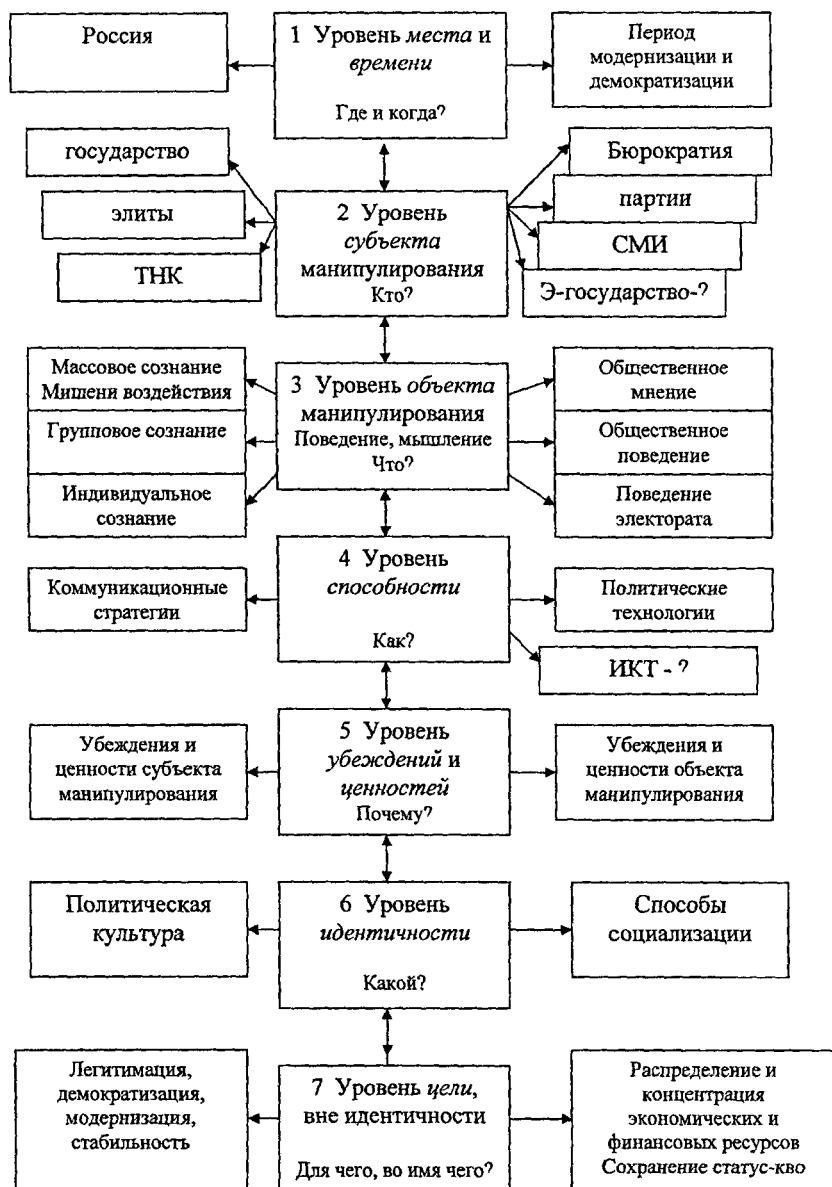 Россия
1 Уровень места и
времени
Где и когда?
Период
модернизации и
демократизации
государство
элиты
ТНК
2 Уровень
субъекта
манипулирования
Кто?
Бюрократия
партии
СМИ
Э-государство-?
Массовое сознание
Мишени воздействия
Групповое сознание
Индивидуальное
сознание
3 Уровень объекта
манипулирования
Поведение, мышление
Что?
Общественное
мнение
Общественное
поведение
Поведение
электората
Коммуникационные
стратегии
4 Уровень
способности
Как?
Политические
технологии
ИКТ - ?
Убеждения и
ценности субъекта
манипулирования
5 Уровень
убеждений и
ценностей
Почему?
Убеждения и
ценности объекта
манипулирования
Политическая
культура
6 Уровень
идентичности
Какой?
Способы
социализации
Легитимация,
демократизация,
модернизация,
стабильность
7 Уровень цели,
вне идентичности
Для чего, во имя чего?
Распределение и
концентрация
экономических и
финансовых ресурсов
Сохранение статус-кво